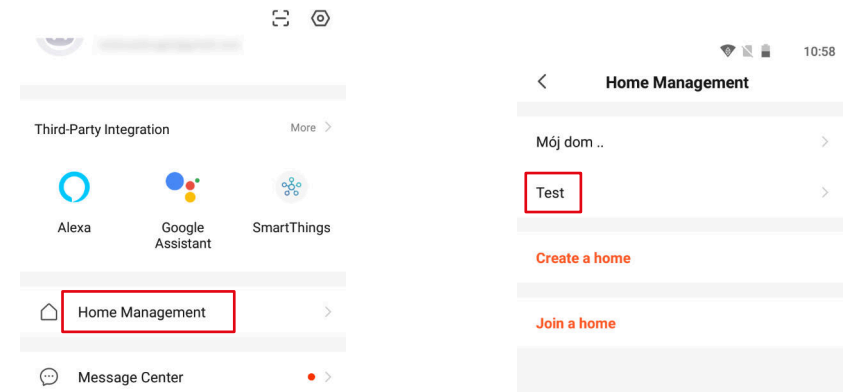 Third-Party Integration
More
Alexa
Google
Assistant
SmartThings
Home Management
Message Center
10:58
Home Management
Mój dom ..
Test
Create a home
Join a home